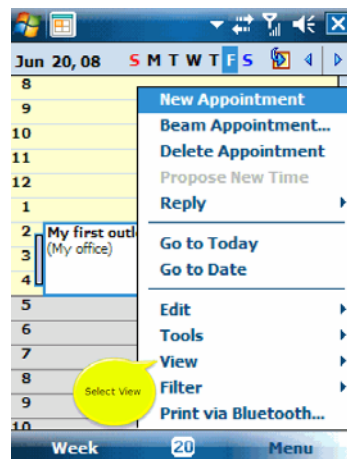 Jun 20, 08 S M T W T F S
8
New Appointment
9
Beam Appointment...
10
Delete Appointment
11
Propose New Time
12
Reply
1
2 My first outl
(My office)
Go to Today
3
Go to Date
4
5
Edit
6
Tools
7
View
8
Select View
Filter
9
Print via Bluetooth...
10
Week 20 Menu